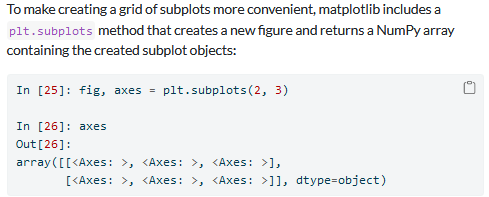 To make creating a grid of subplots more convenient, matplotlib includes a
plt.subplots method that creates a new figure and returns a NumPy array
containing the created subplot objects:
In [25]: fig, axes = plt.subplots(2, 3)
In [26]: axes
Out[26]:
array([[<Axes: >, <Axes: >, <Axes: >],
       [<Axes: >, <Axes: >, <Axes: >]], dtype=object)